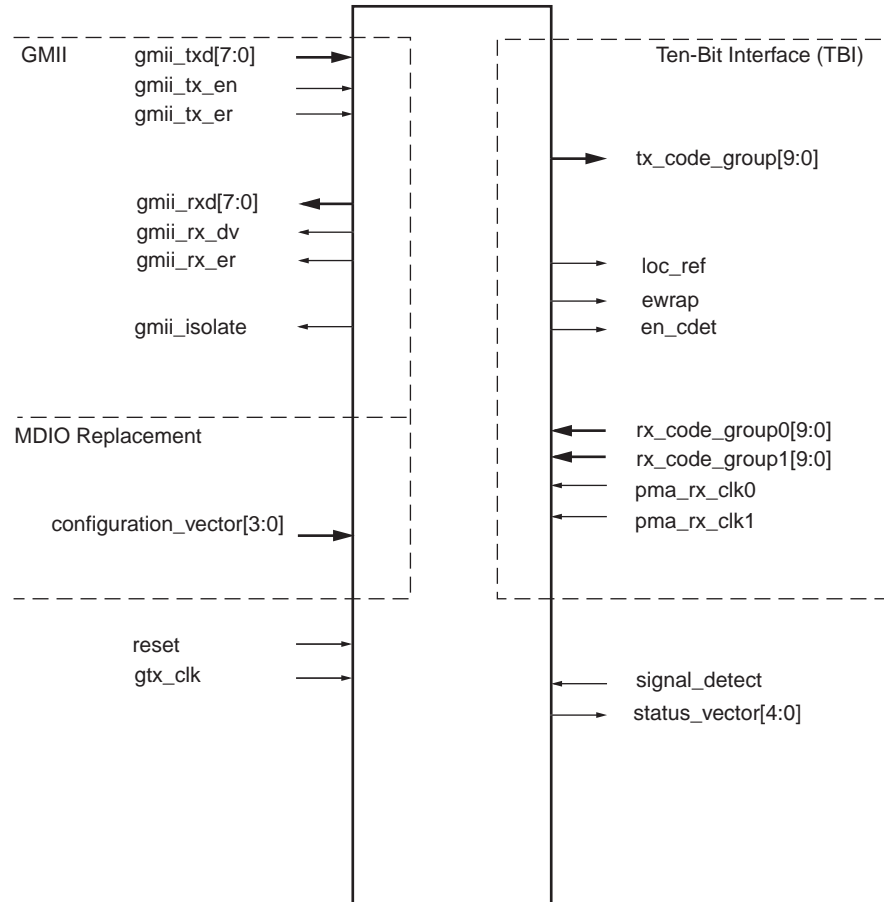 GMII
gmii_txd[7:0]
gmii_tx_en
gmii_tx_er
gmii_rxd[7:0]
gmii_rx_dv
gmii_rx_er
gmii_isolate
MDIO Replacement
configuration_vector[3:0]
reset
gtx_clk
Ten-Bit Interface (TBI)
tx_code_group[9:0]
loc_ref
ewrap
en_cdet
rx_code_group0[9:0]
rx_code_group1[9:0]
pma_rx_clk0
pma_rx_clk1
signal_detect
status_vector[4:0]